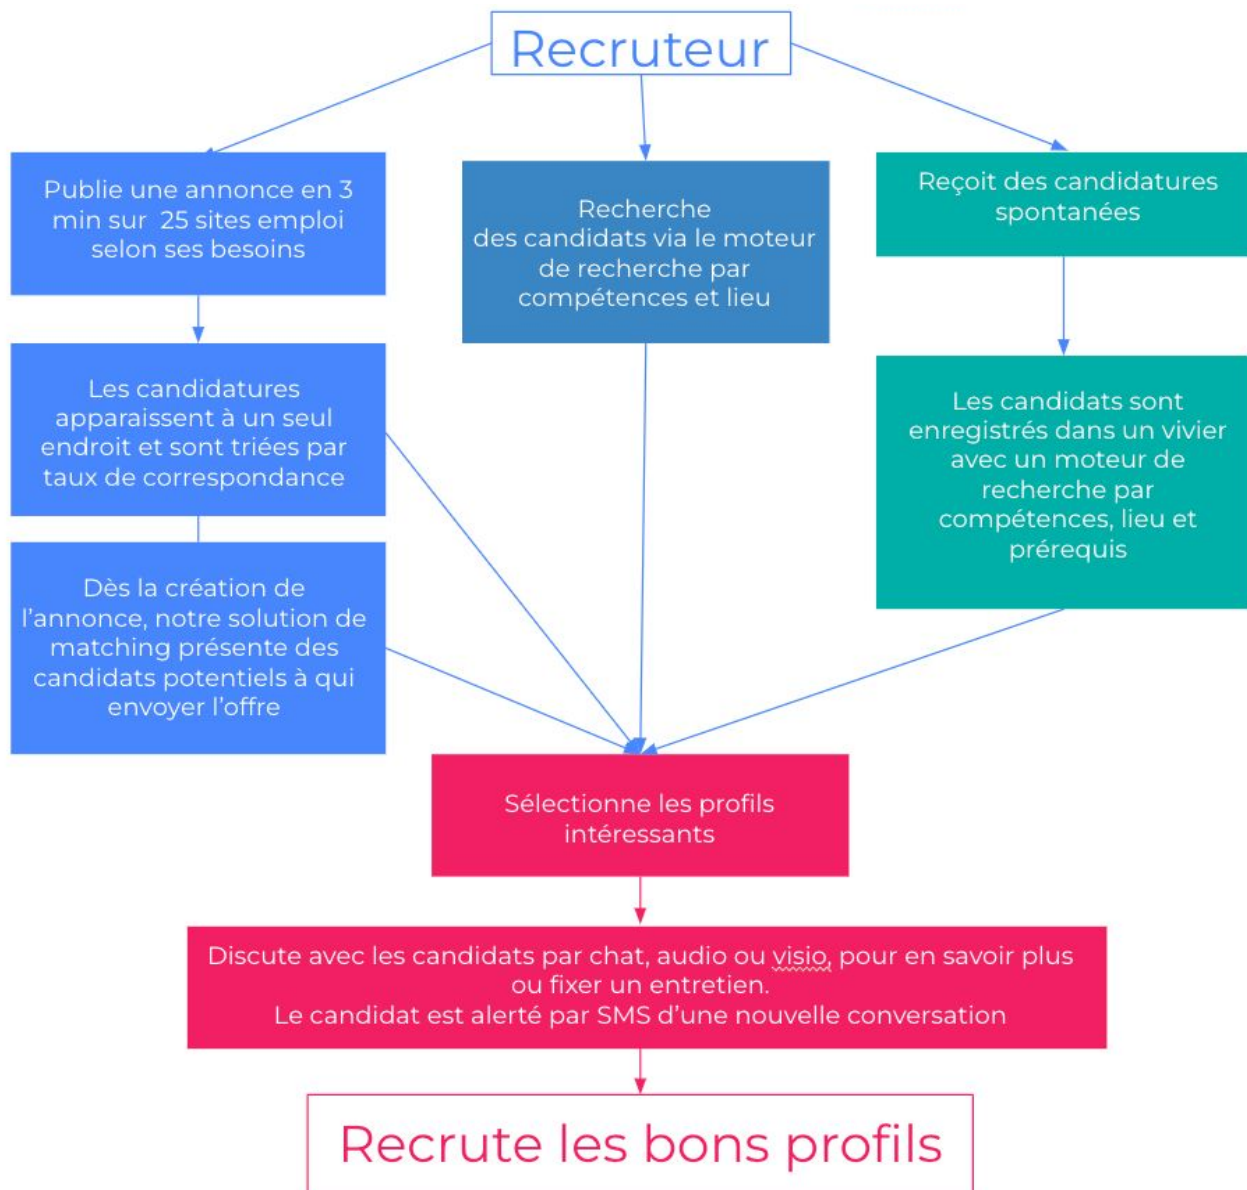 Recruteur
Publie une annonce en 3
min sur  25 sites emploi
selon ses besoins
Recherche
des candidats via le moteur
de recherche par
compétences et lieu
Reçoit des candidatures
spontanées
Les candidatures
apparaissent à un seul
endroit et sont triées par
taux de correspondance
Les candidats sont
enregistrés dans un vivier
avec un moteur de
recherche par
compétences, lieu et
prérequis
Dès la création de
l’annonce, notre solution de
matching présente des
candidats potentiels à qui
envoyer l’offre
Sélectionne les profils
intéressants
Discute avec les candidats par chat, audio ou visio, pour en savoir plus
ou fixer un entretien.
Le candidat est alerté par SMS d’une nouvelle conversation
Recrute les bons profils